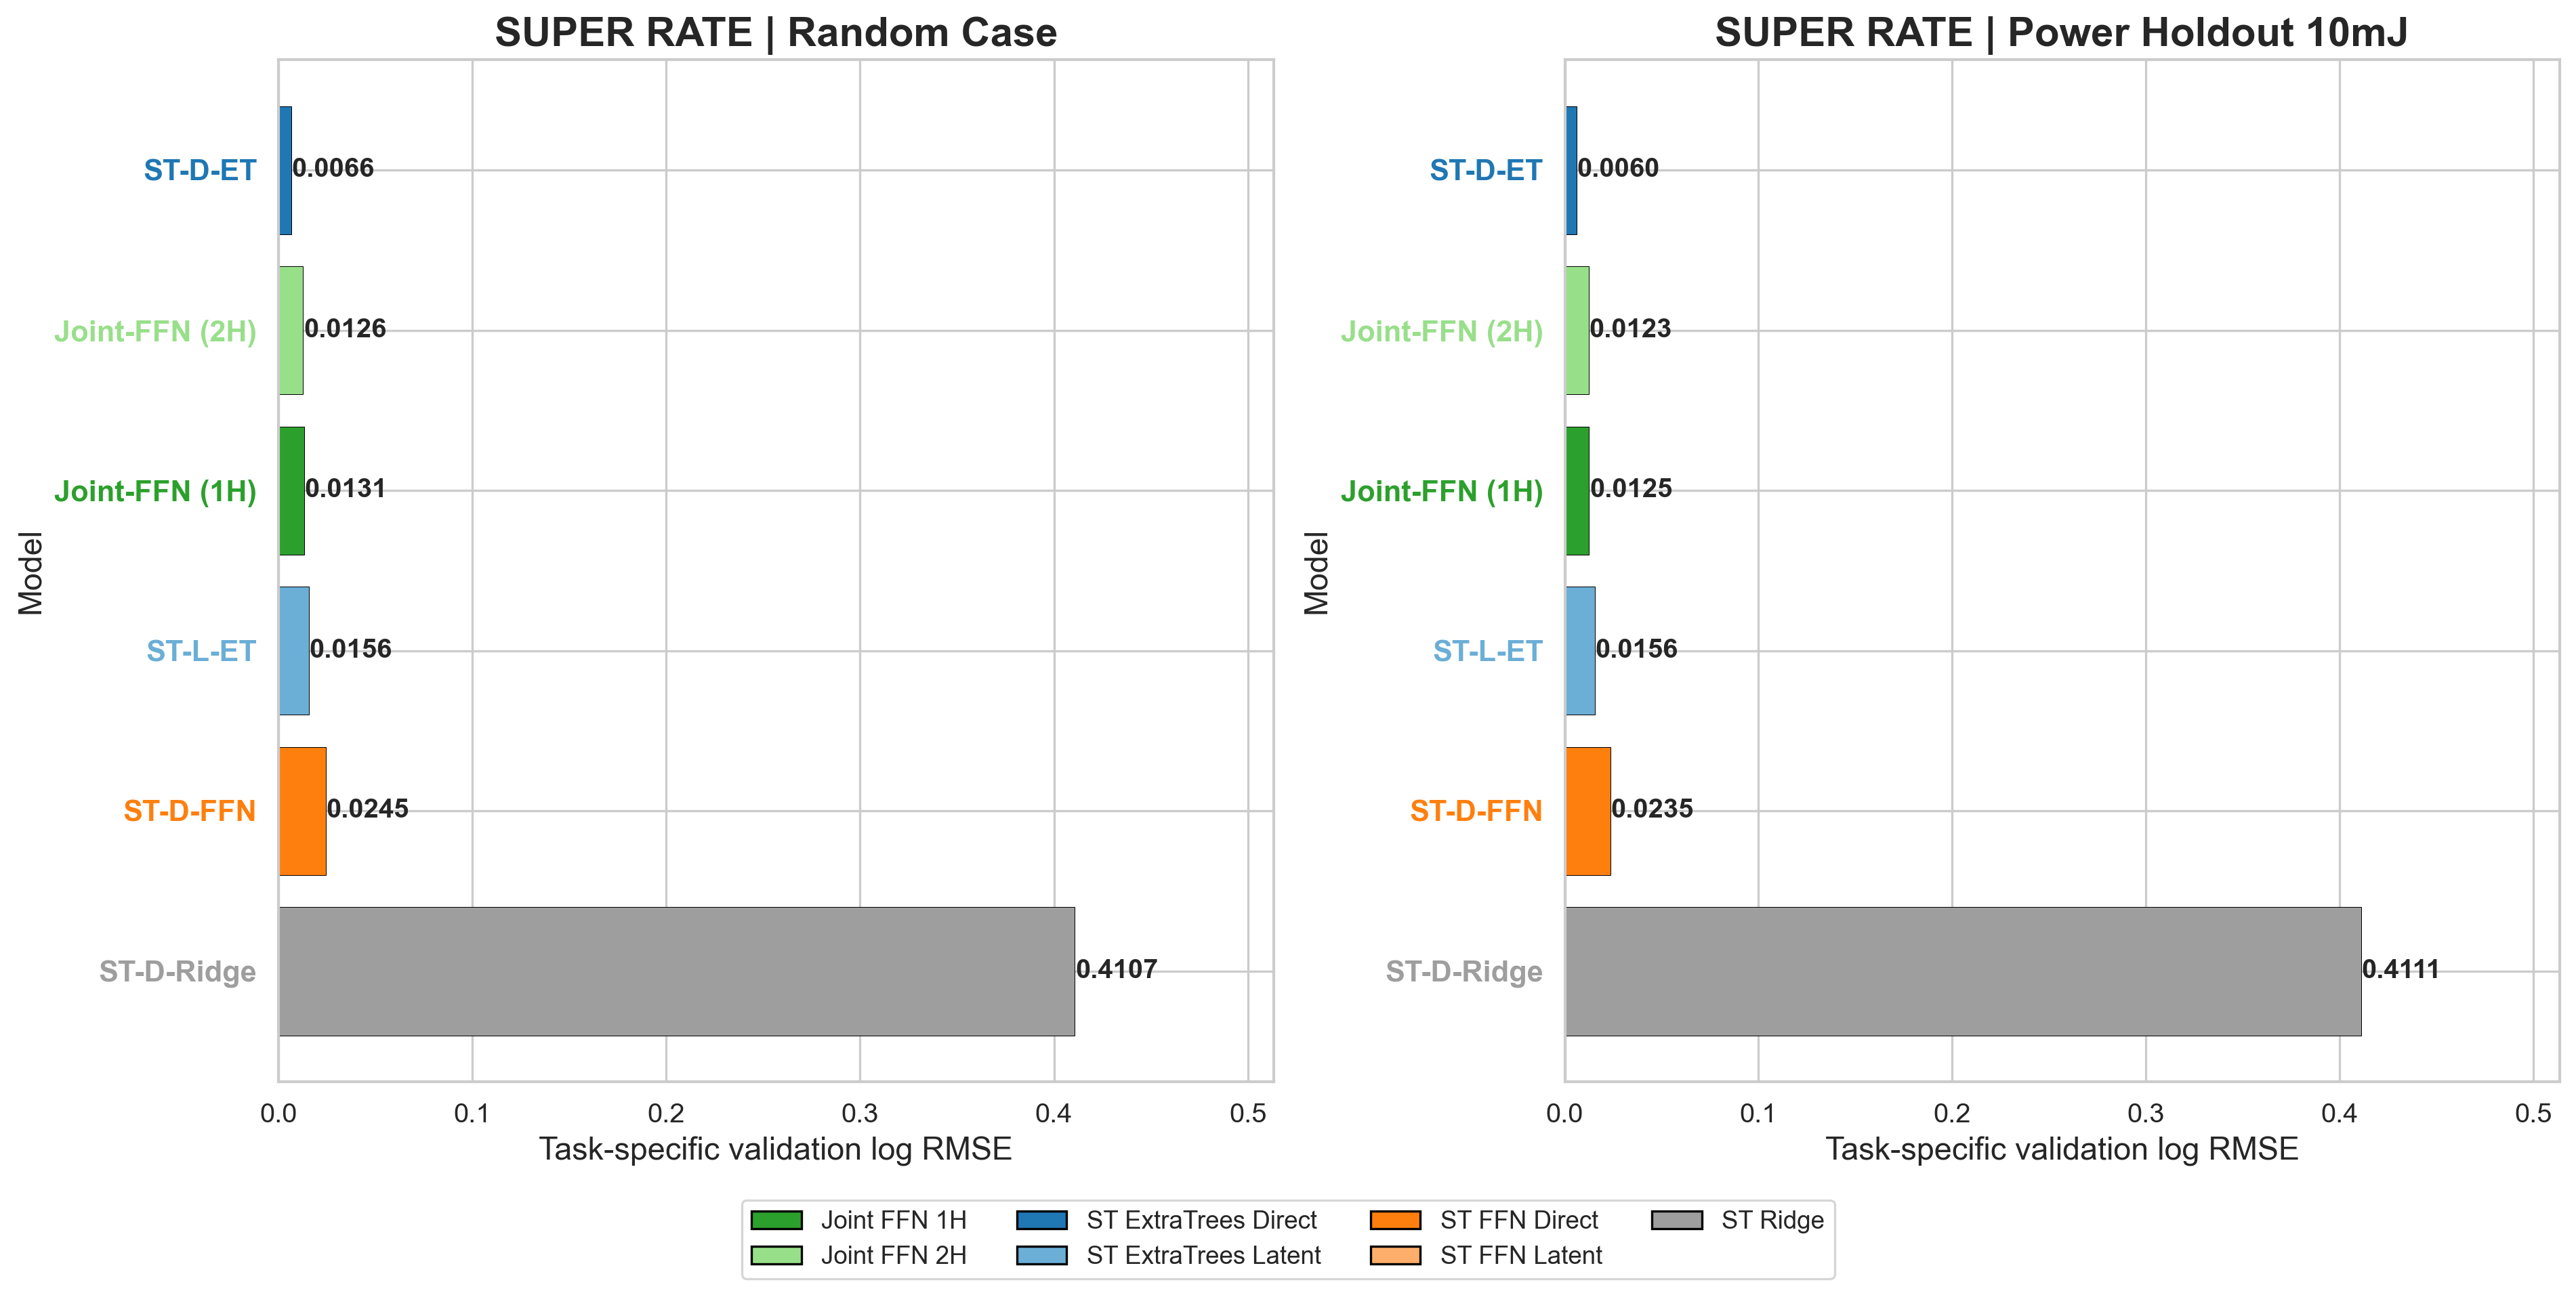 SUPER RATE | Random Case
ST-D-ET
0.0066
Joint-FFN (2H)
0.0126
Joint-FFN (1H)
0.0131
ST-L-ET
0.0156
ST-D-FFN
0.0245
ST-D-Ridge
0.4107
Model
0.0 0.1 0.2 0.3 0.4 0.5
Task-specific validation log RMSE
SUPER RATE | Power Holdout 10mJ
ST-D-ET
0.0060
Joint-FFN (2H)
0.0123
Joint-FFN (1H)
0.0125
ST-L-ET
0.0156
ST-D-FFN
0.0235
ST-D-Ridge
0.4111
Model
0.0 0.1 0.2 0.3 0.4 0.5
Task-specific validation log RMSE
Joint FFN 1H
Joint FFN 2H
ST ExtraTrees Direct
ST ExtraTrees Latent
ST FFN Direct
ST FFN Latent
ST Ridge